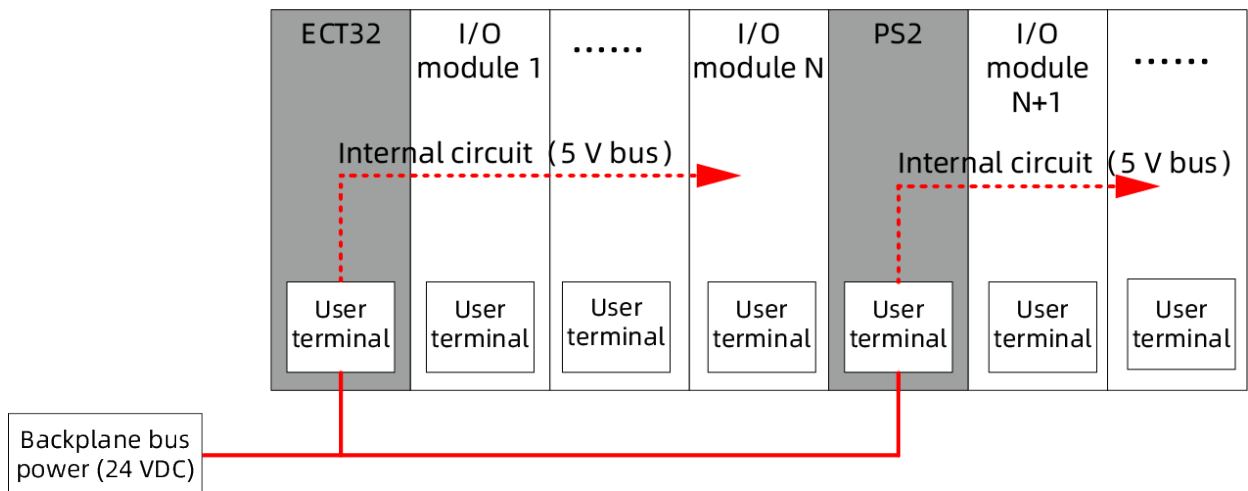 ECT32
I/O
module 1
......
I/O
module N
PS2
I/O
module
N+1
......
Internal circuit (5 V bus)
Internal circuit (5 V bus)
User
terminal
User
terminal
User
terminal
User
terminal
User
terminal
User
terminal
User
terminal
Backplane bus
power (24 VDC)